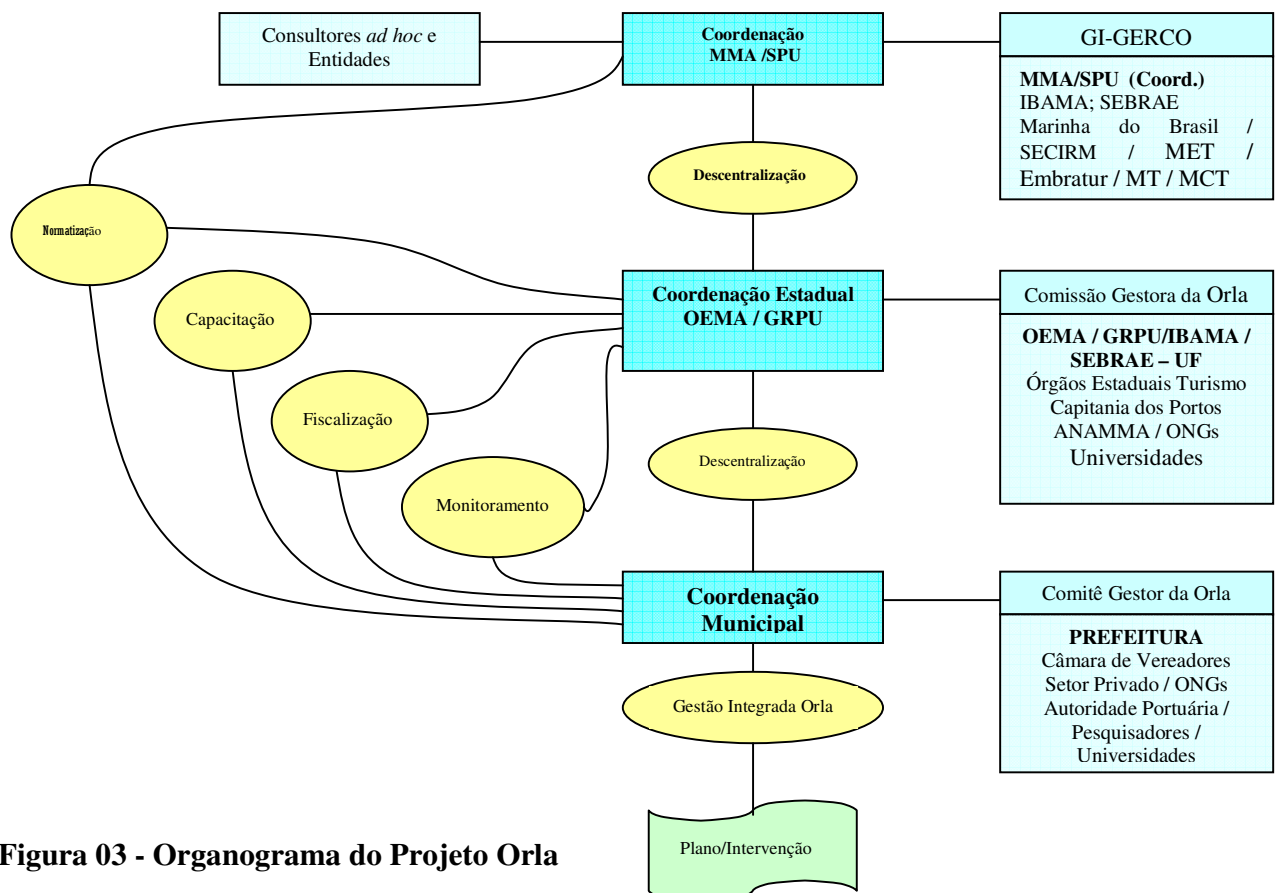 Consultores ad hoc e
Entidades
Coordenação
MMA /SPU
GI-GERCO
MMA/SPU (Coord.)
IBAMA; SEBRAE
Marinha do Brasil /
SECIRM / MET /
Embratur / MT / MCT
Descentralização
Normatização
Coordenação Estadual
OEMA / GRPU
Comissão Gestora da Orla
OEMA / GRPU/IBAMA /
SEBRAE – UF
Órgãos Estaduais Turismo
Capitania dos Portos
ANAMMA / ONGs
Universidades
Capacitação
Fiscalização
Descentralização
Monitoramento
Coordenação
Municipal
Comitê Gestor da Orla
PREFEITURA
Câmara de Vereadores
Setor Privado / ONGs
Autoridade Portuária /
Pesquisadores /
Universidades
Gestão Integrada Orla
Plano/Intervenção
Figura 03 - Organograma do Projeto Orla